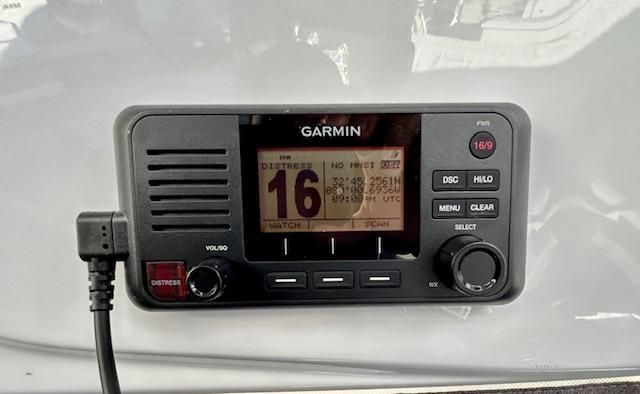 GARMIN
PWR
16/9
25W
DISTRESS
NO MMSI
16
32°45.2561N
09:08PM UTC
WATCH
SCAN
DSC
HI/LO
MENU
CLEAR
SELECT
VOL/SQ
DISTRESS
WX